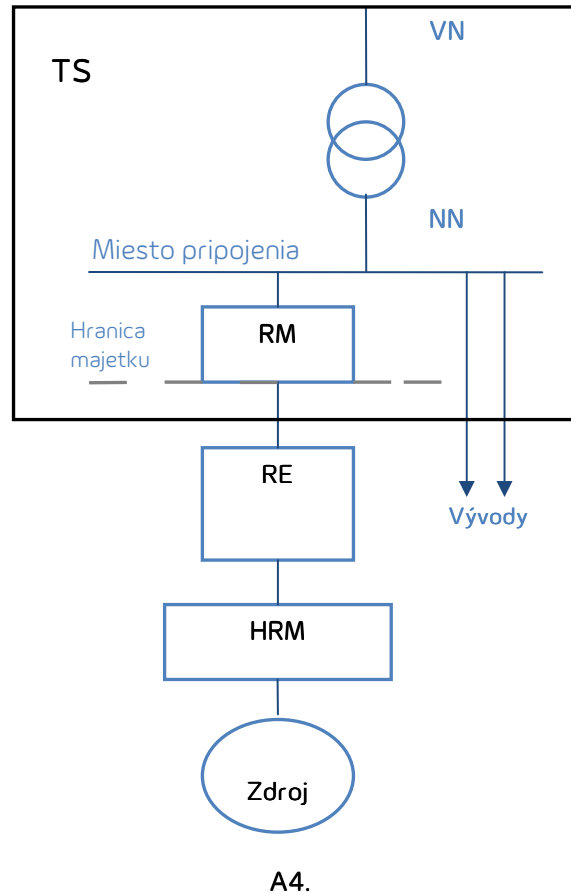 VN
TS
NN
Miesto pripojenia
Hranica
majetku
RM
RE
Vývody
HRM
Zdroj
A4.